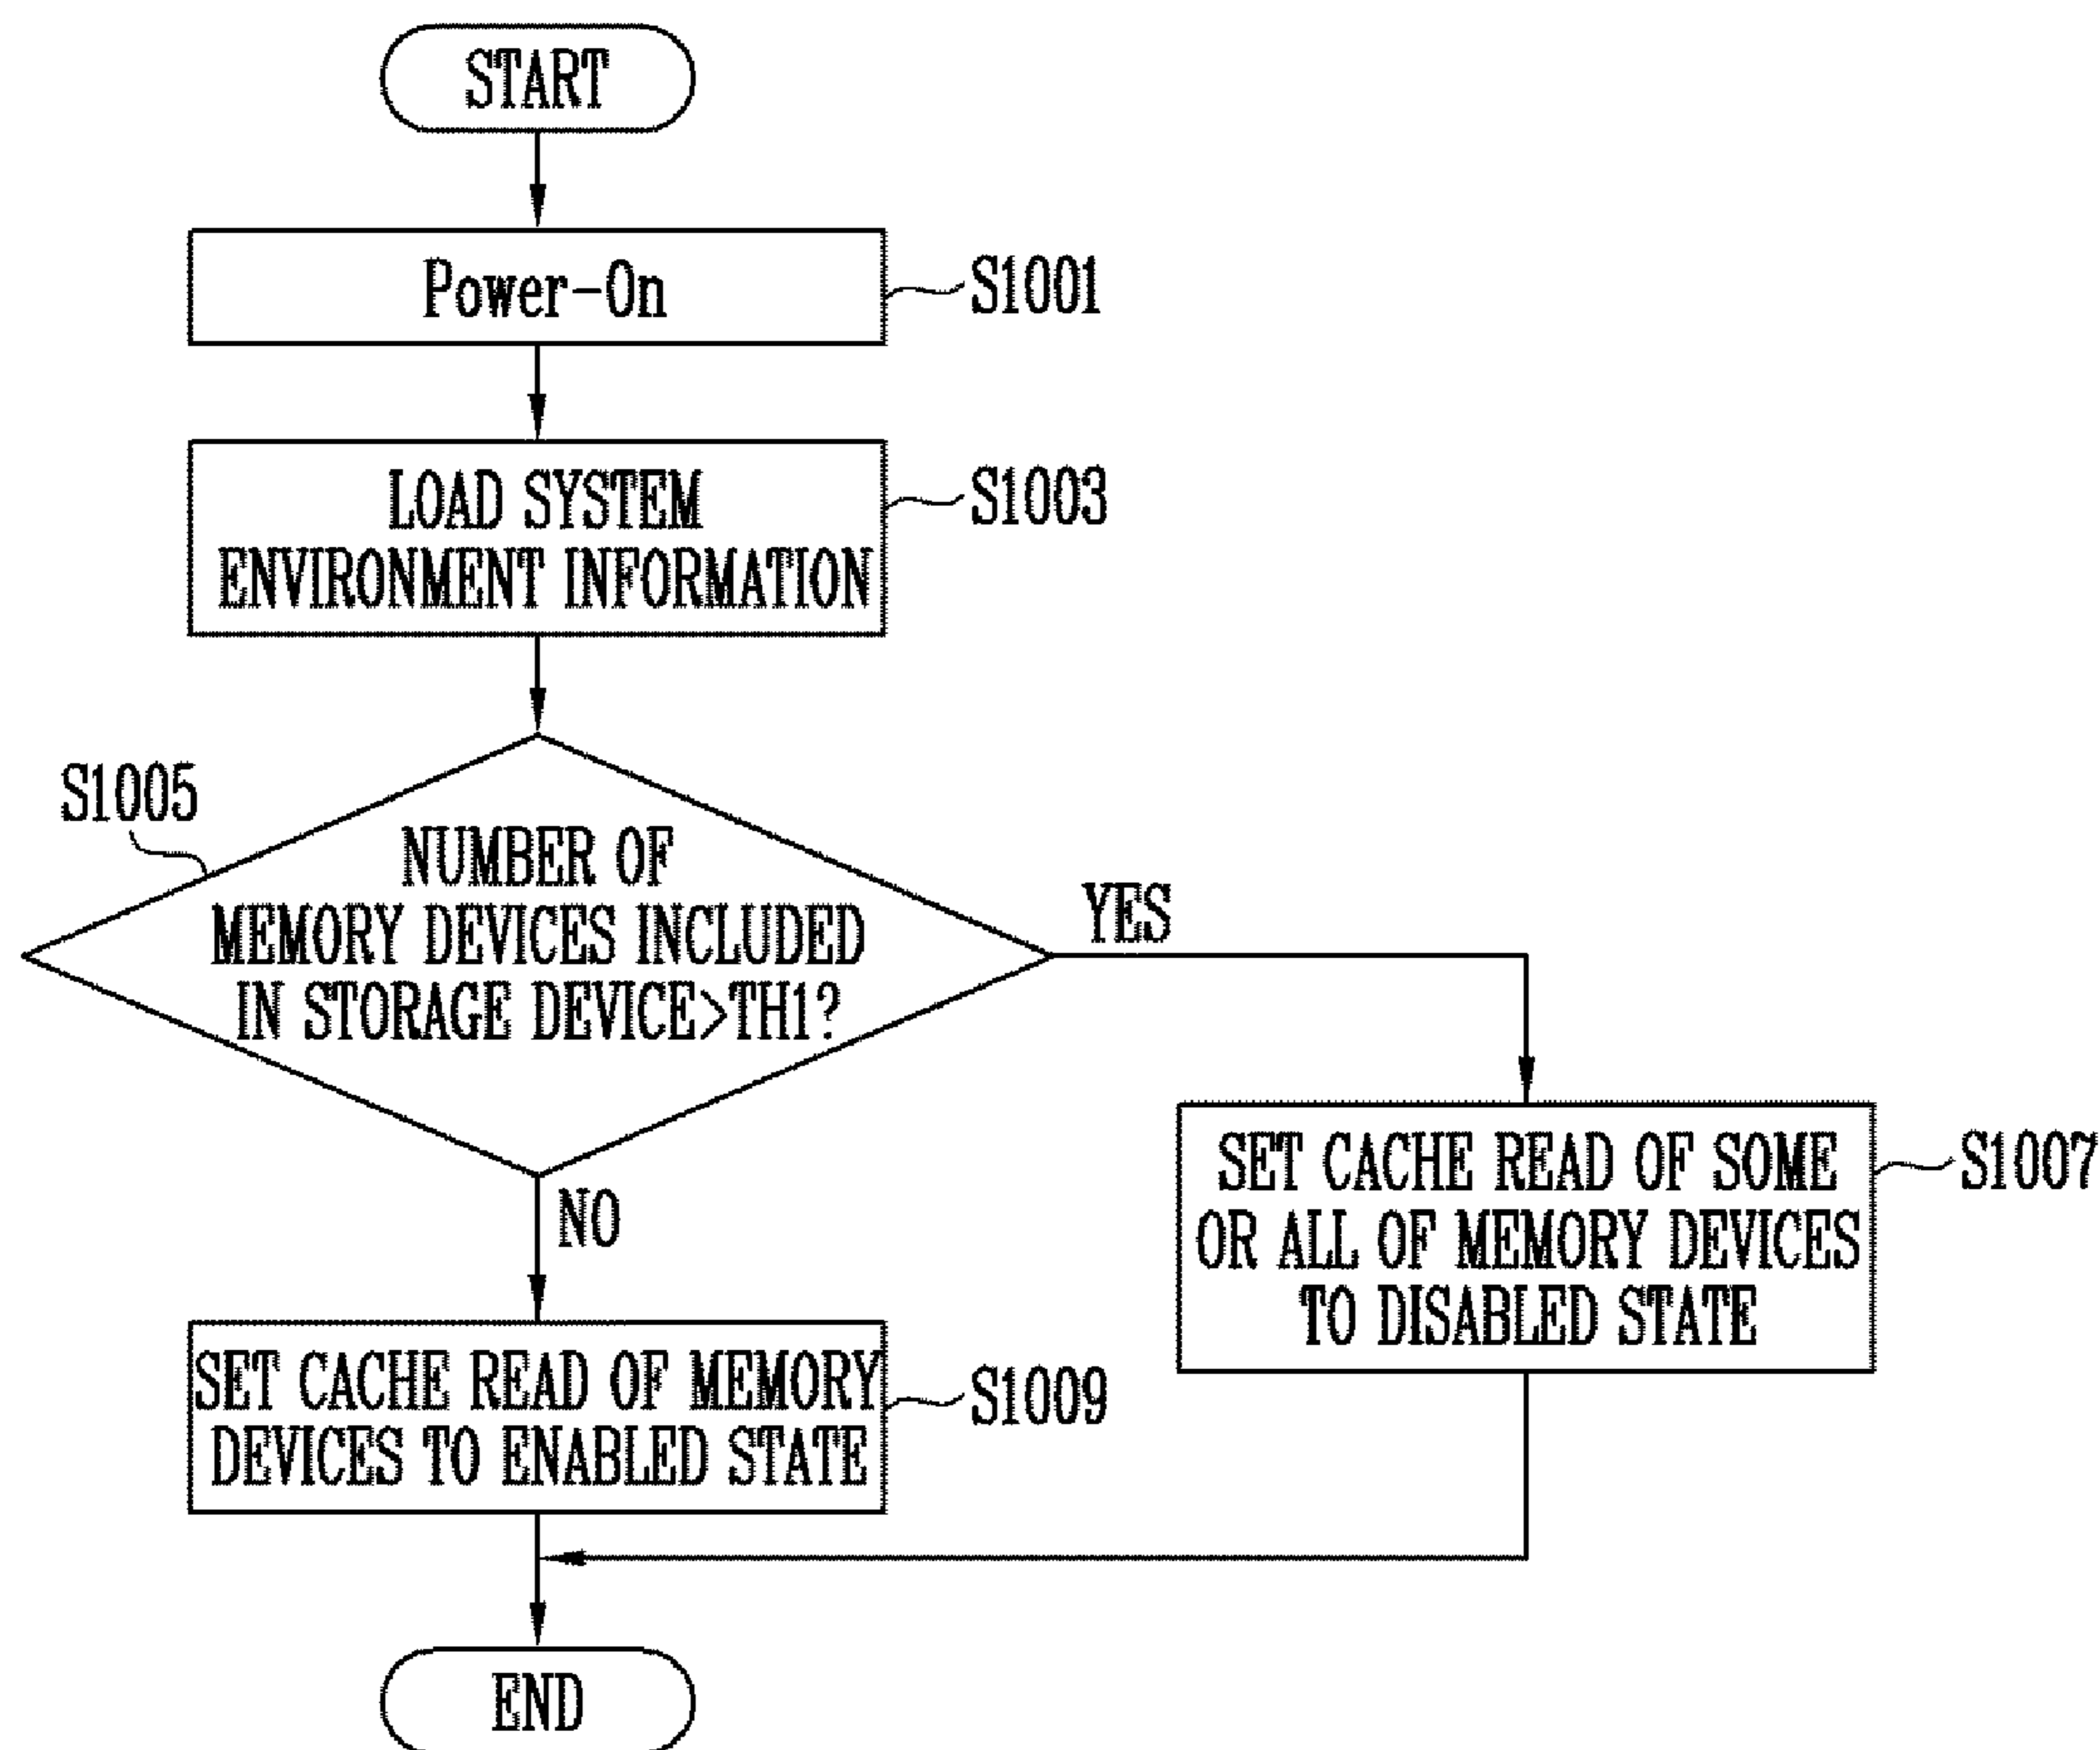 START
Power-On
S1001
LOAD SYSTEM
ENVIRONMENT INFORMATION
S1003
S1005
NUMBER OF
MEMORY DEVICES INCLUDED
IN STORAGE DEVICE>TH1?
YES
NO
SET CACHE READ OF SOME
OR ALL OF MEMORY DEVICES
TO DISABLED STATE
S1007
SET CACHE READ OF MEMORY
DEVICES TO ENABLED STATE
S1009
END